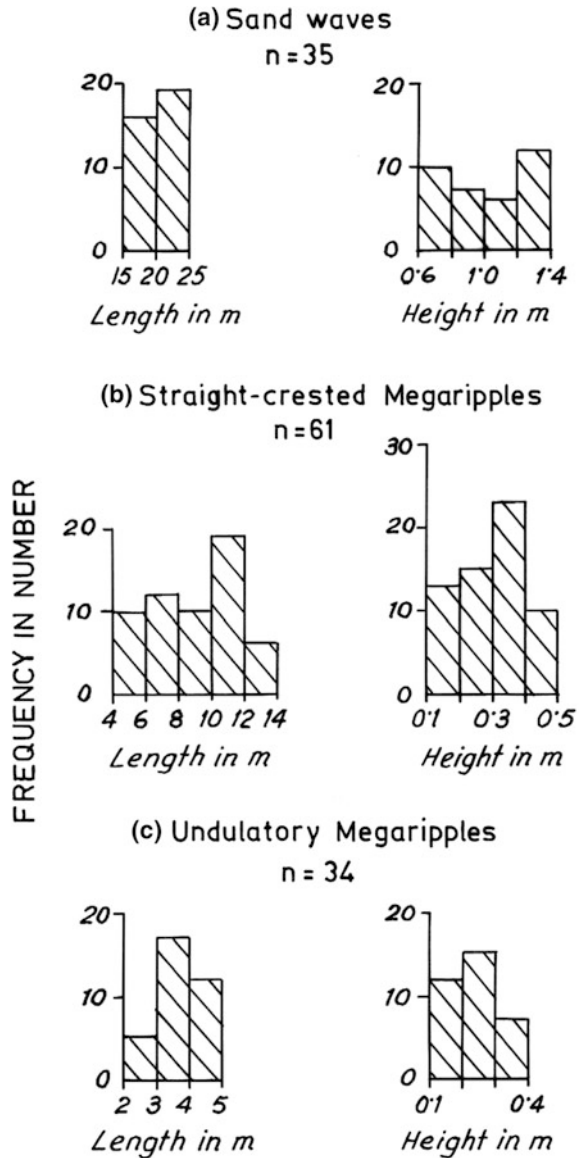 (a) Sand waves
n=35
20
10
0
15 20 25
Length in m
20
10
0
0·6 1·0 1·4
Height in m
(b) Straight-crested Megaripples
n=61
FREQUENCY IN NUMBER
20
10
0
4 6 8 10 12 14
Length in m
30
20
10
0
0·1 0·3 0·5
Height in m
(c) Undulatory Megaripples
n = 34
20
10
0
2 3 4 5
Length in m
20
10
0
0·1 0·4
Height in m